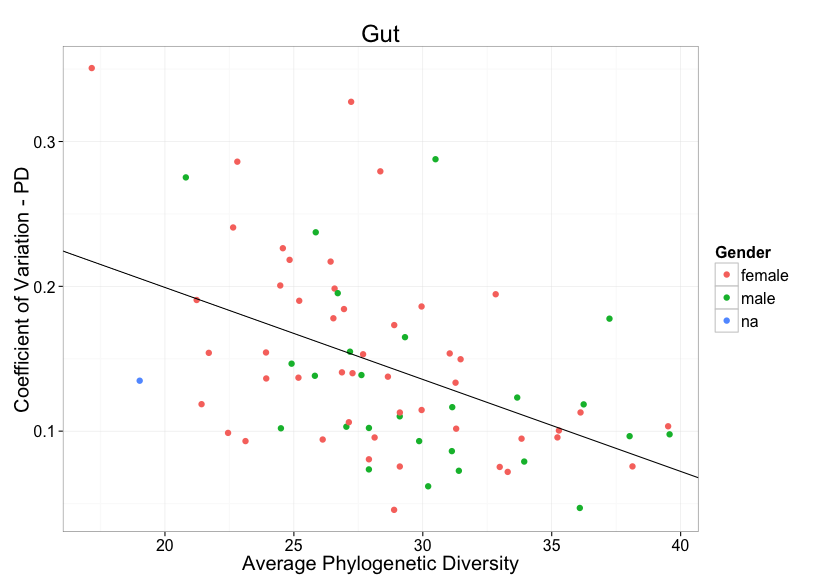 Gut
Coefficient of Variation - PD
0.3
0.2
0.1
20 25 30 35 40
Average Phylogenetic Diversity
Gender
female
male
na